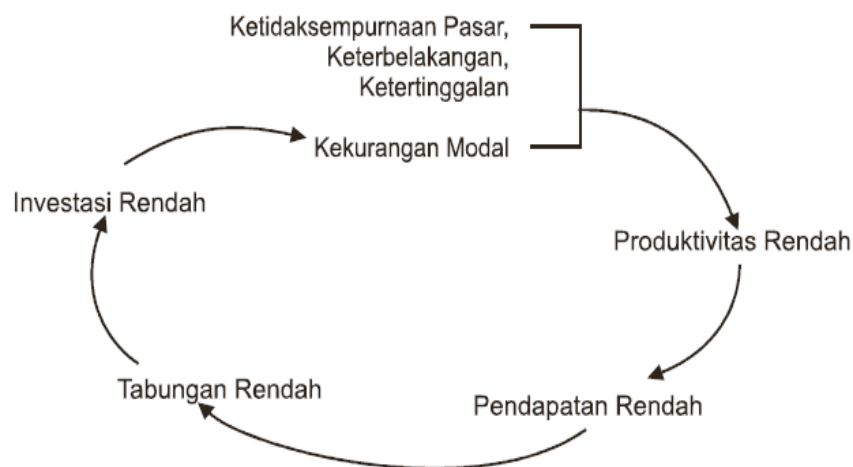 Ketidaksempurnaan Pasar,
Keterbelakangan,
Ketertinggalan
Kekurangan Modal
Investasi Rendah
Produktivitas Rendah
Tabungan Rendah
Pendapatan Rendah